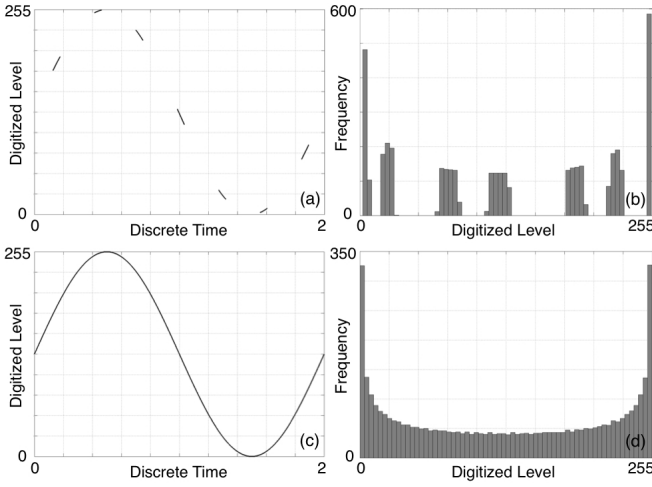 255
Digitized Level
0
0
Discrete Time
2
(a)
600
Frequency
0
0
Digitized Level
255
(b)
255
Digitized Level
0
0
Discrete Time
2
(c)
350
Frequency
0
0
Digitized Level
255
(d)